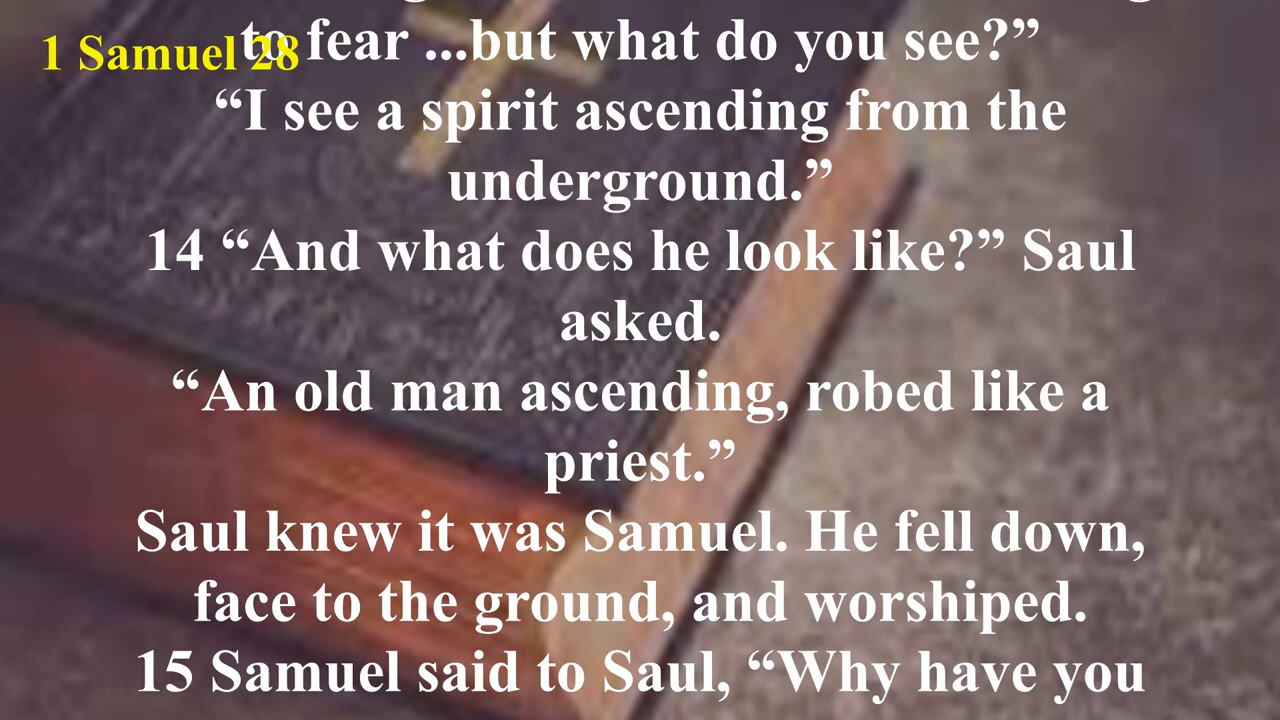 1 Samuel 28
to fear ...but what do you see?”
“I see a spirit ascending from the
underground.”
14 “And what does he look like?” Saul
asked.
“An old man ascending, robed like a
priest.”
Saul knew it was Samuel. He fell down,
face to the ground, and worshiped.
15 Samuel said to Saul, “Why have you